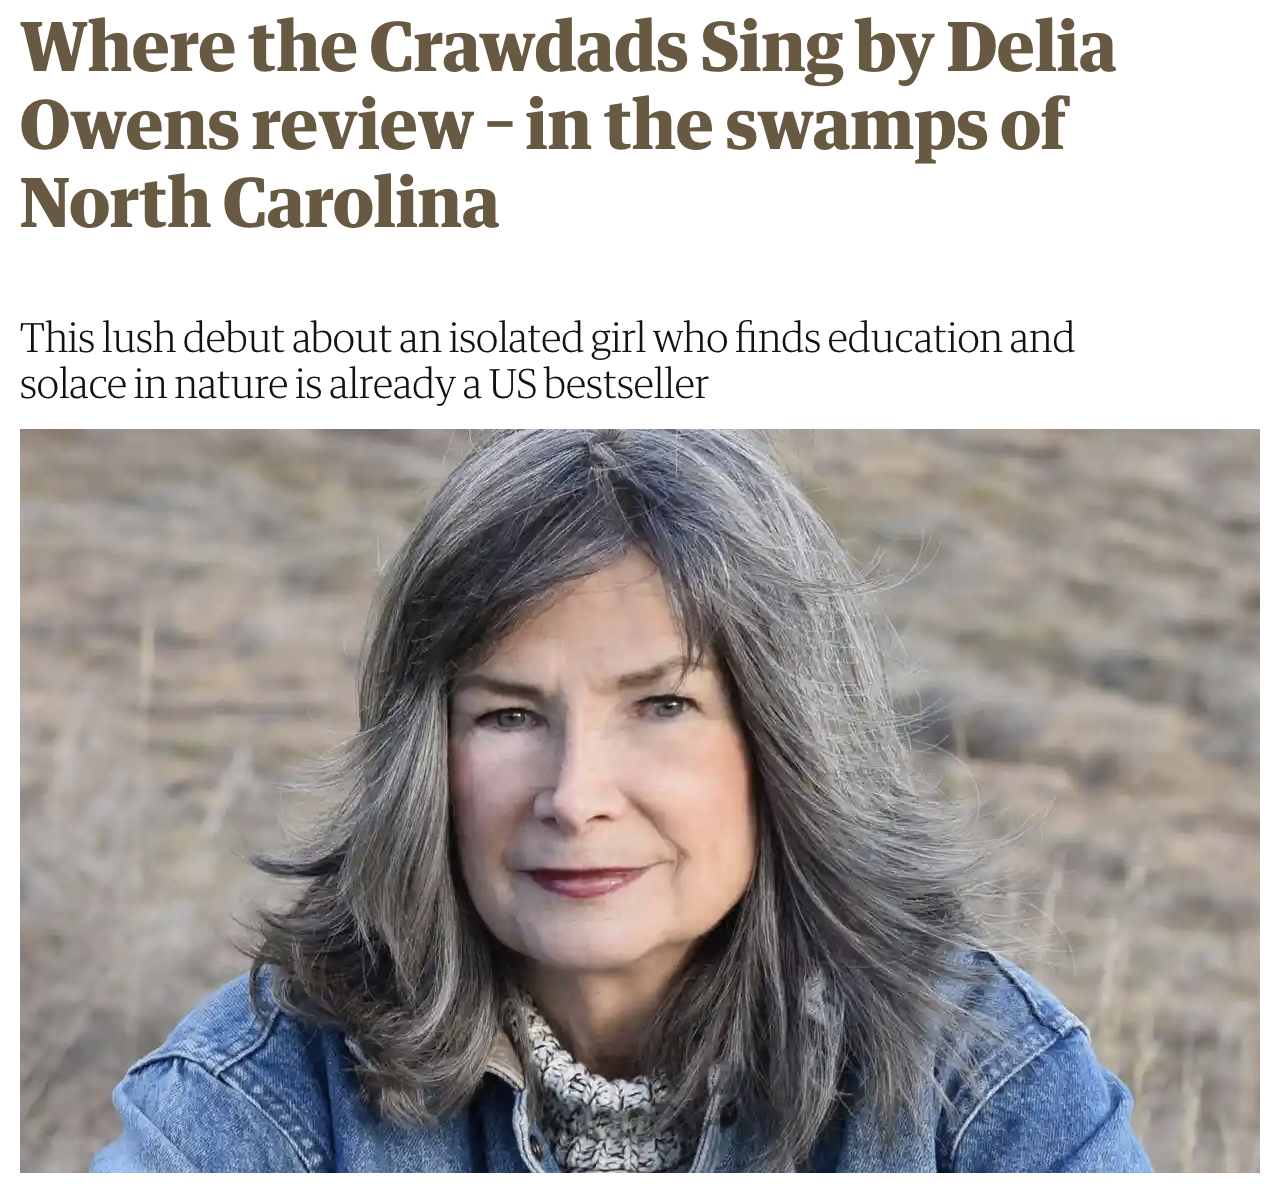 Where the Crawdads Sing by Delia
Owens review – in the swamps of
North Carolina
This lush debut about an isolated girl who finds education and
solace in nature is already a US bestseller